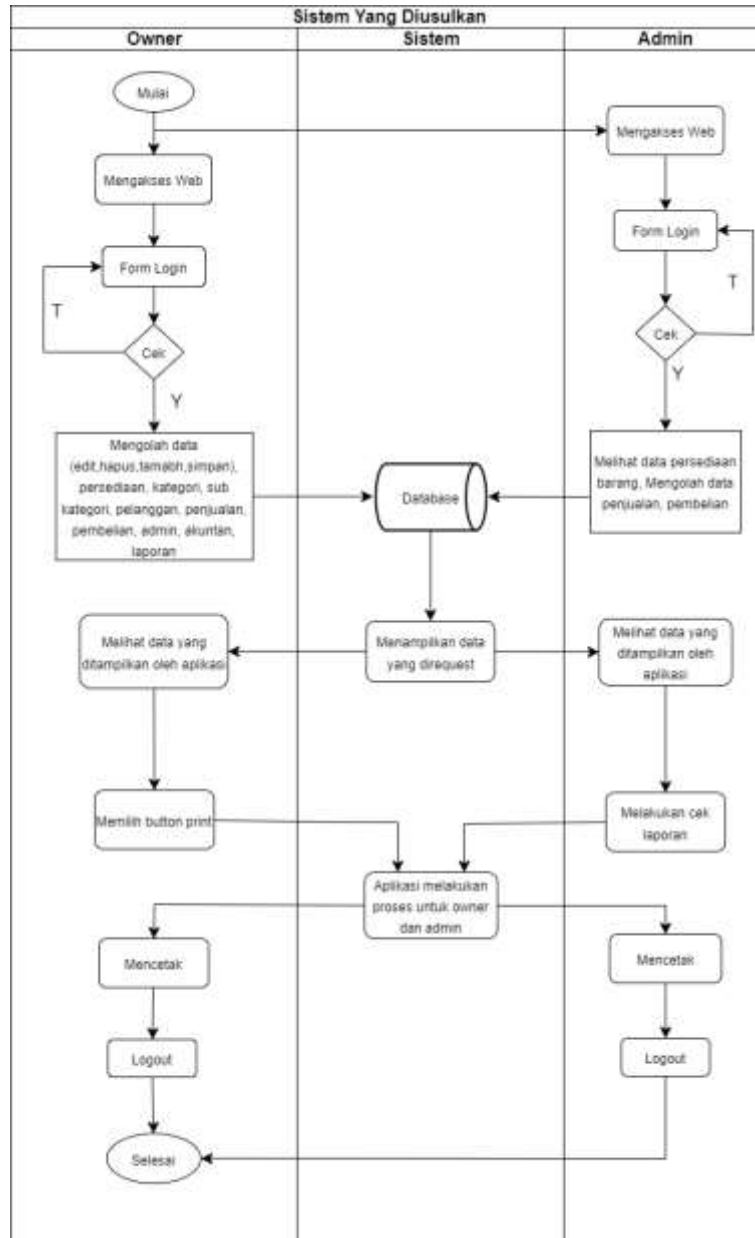 Sistem Yang Diusulkan
Owner
Sistem
Admin
Mulai
Mengakses Web
Mengakses Web
Form Login
Form Login
T
T
Cek
Cek
Y
Y
Mengolah data
(edit,hapus,tamabh,simpan),
persediaan, kategori, sub
kategori, pelanggan, penjualan,
pembelian, admin, akuntan,
laporan
Database
Melihat data persediaan
barang, Mengolah data
penjualan, pembelian
Melihat data yang
ditampilkan oleh aplikasi
Menampilkan data
yang direquest
Melihat data yang
ditampilkan oleh
aplikasi
Memilih button print
Melakukan cek
laporan
Aplikasi melakukan
proses untuk owner
dan admin
Mencetak
Mencetak
Logout
Logout
Selesai